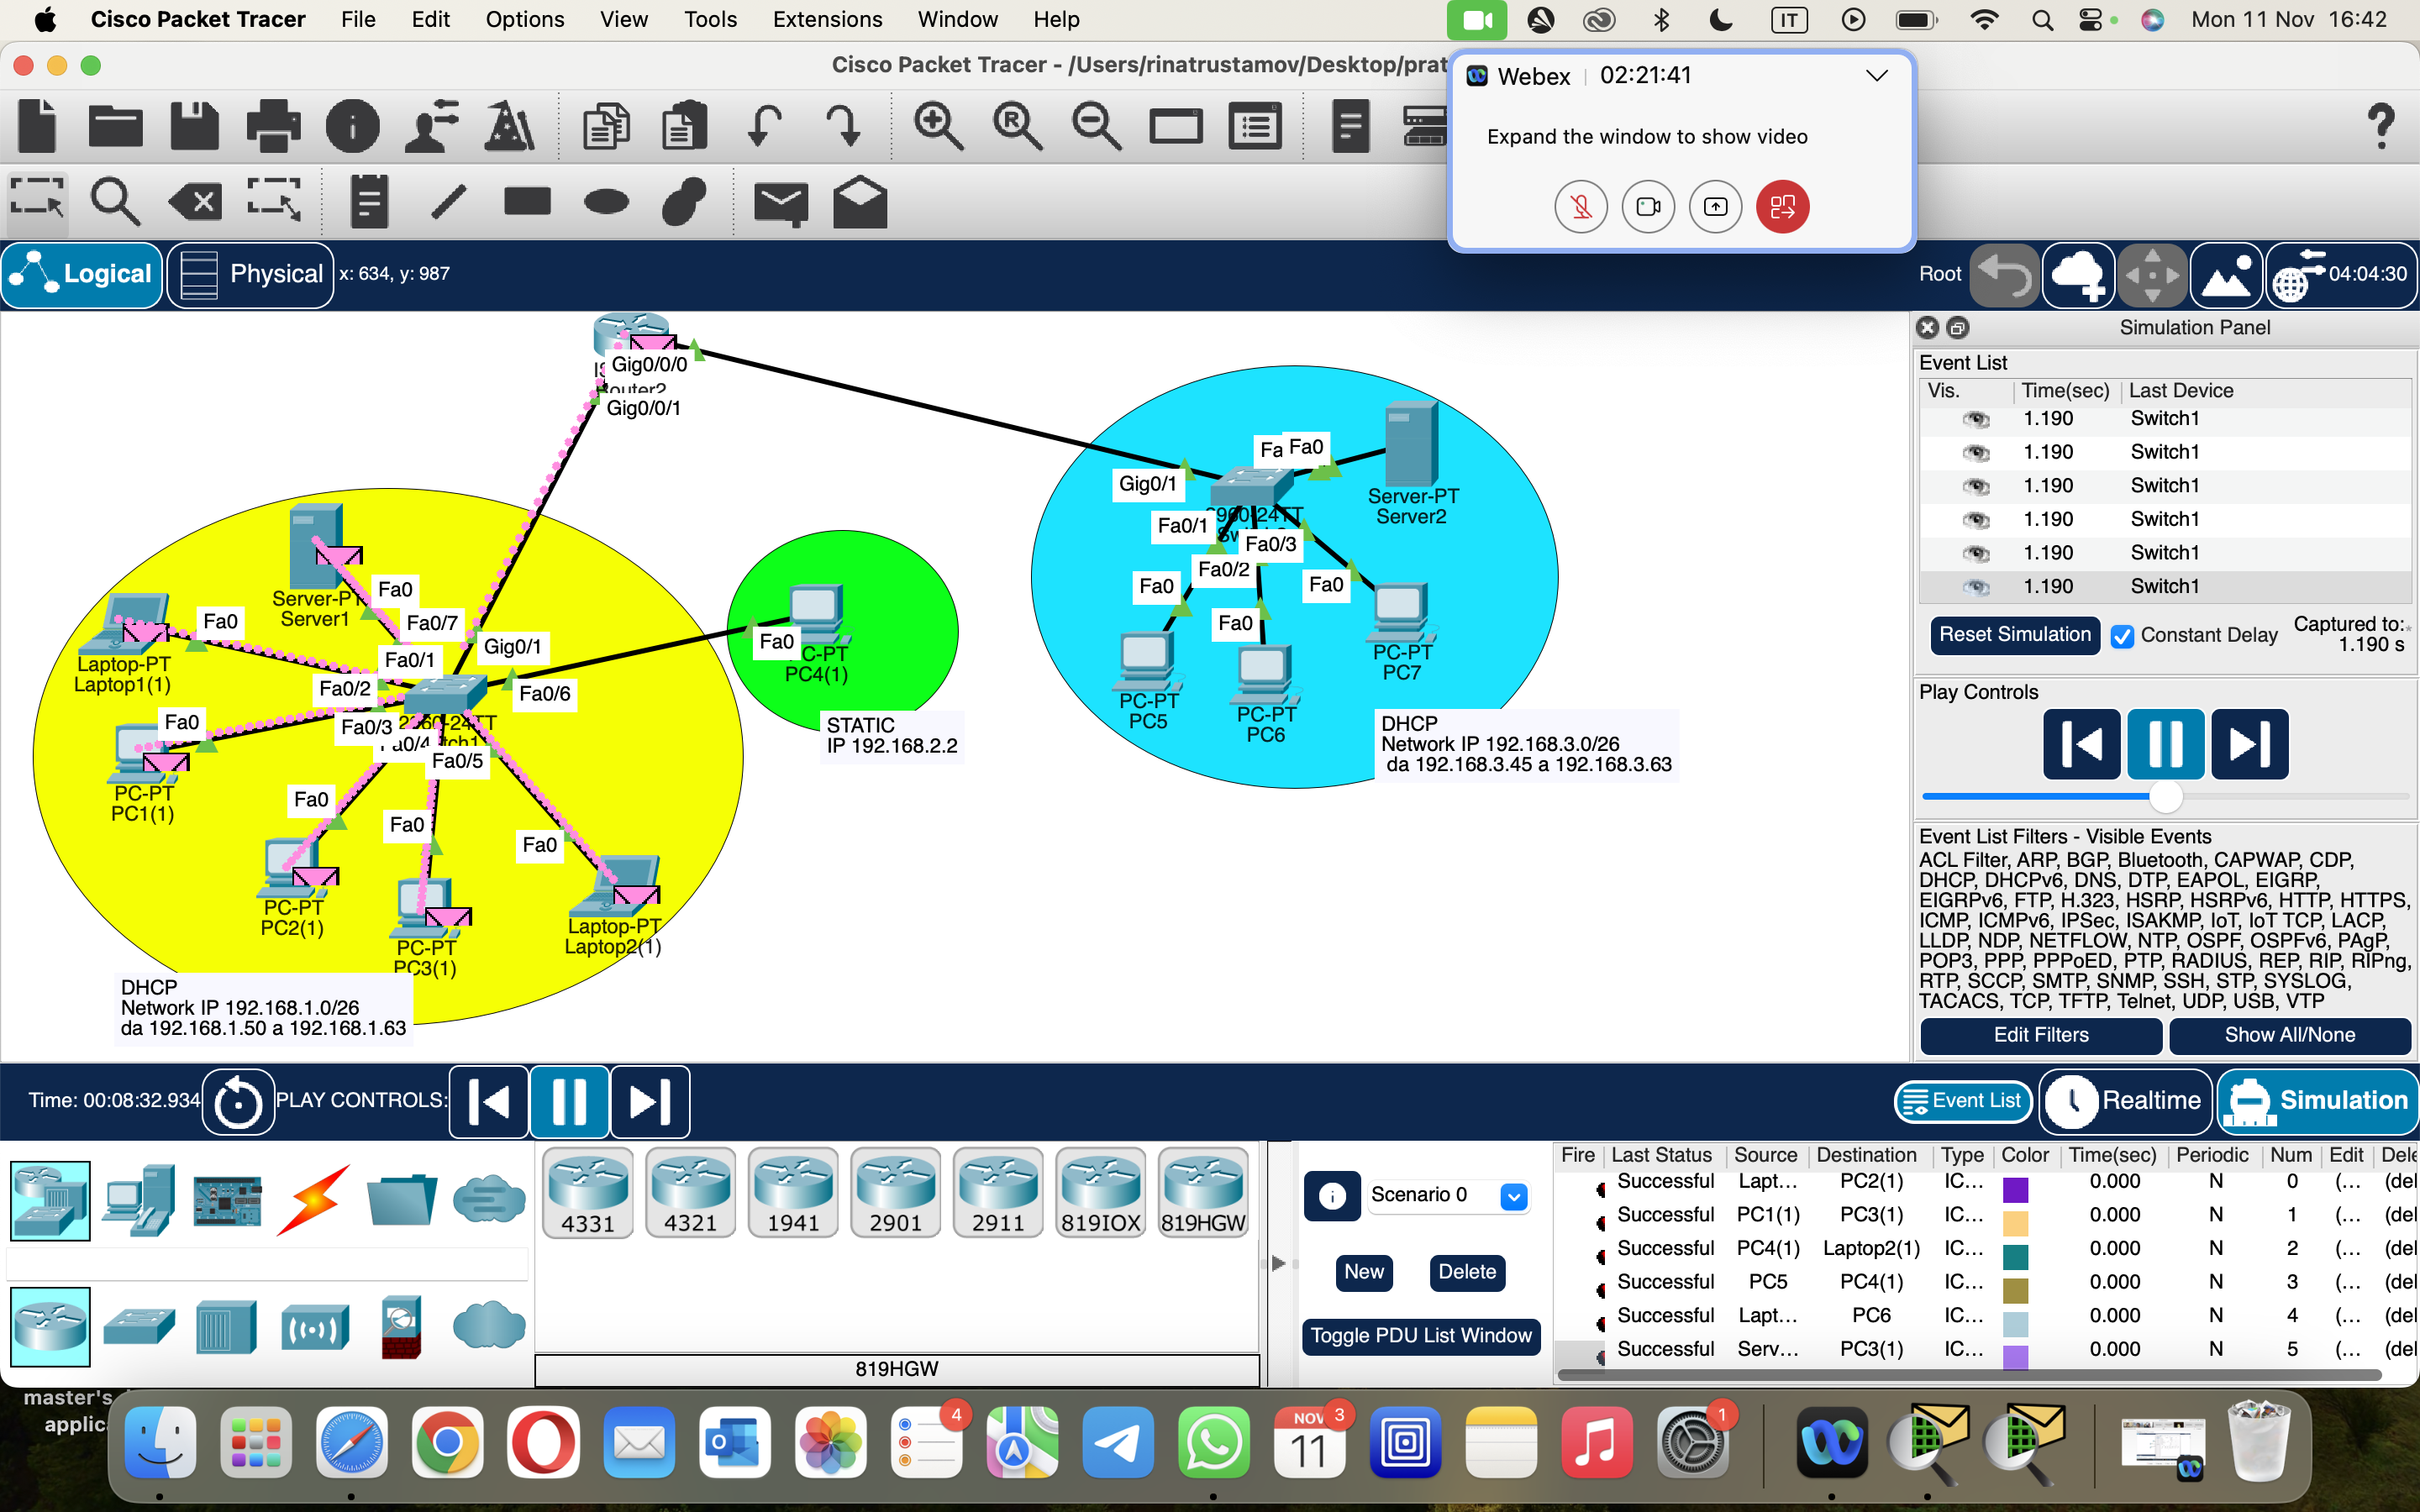 Cisco Packet Tracer File Edit Options View Tools Extensions Window Help IT Mon 11 Nov 16:42
Cisco Packet Tracer - /Users/rinatrustamov/Desktop/prat
Webex 02:21:41
Expand the window to show video
Logical Physical x: 634, y: 987 Root 04:04:30
Gig0/0/0
Gig0/0/1
Server-PT
Server1
Fa0
Fa0/7
Gig0/1
Fa0
Laptop-PT
Laptop1(1)
Fa0/1
Fa0/2
Fa0/6
Fa0
Fa0/3
Fa0/5
PC-PT
PC1(1)
Fa0
PC-PT
PC2(1)
Fa0
PC-PT
PC3(1)
Fa0
Laptop-PT
Laptop2(1)
DHCP
Network IP 192.168.1.0/26
da 192.168.1.50 a 192.168.1.63
Fa0
PC4(1)
STATIC
IP 192.168.2.2
Fa0
Gig0/1
Server-PT
Server2
Fa0/1
Fa0/3
Fa0/2
Fa0
Fa0
Fa0
PC-PT
PC5
PC-PT
PC6
PC-PT
PC7
DHCP
Network IP 192.168.3.0/26
da 192.168.3.45 a 192.168.3.63
Simulation Panel
Event List
Vis. Time(sec) Last Device
1.190 Switch1
1.190 Switch1
1.190 Switch1
1.190 Switch1
1.190 Switch1
1.190 Switch1
Reset Simulation Constant Delay Captured to:*
1.190 s
Play Controls
Event List Filters - Visible Events
ACL Filter, ARP, BGP, Bluetooth, CAPWAP, CDP,
DHCP, DHCPv6, DNS, DTP, EAPOL, EIGRP,
EIGRPv6, FTP, H.323, HSRP, HSRPv6, HTTP, HTTPS,
ICMP, ICMPv6, IPSec, ISAKMP, IoT, IoT TCP, LACP,
LLDP, NDP, NETFLOW, NTP, OSPF, OSPFv6, PAgP,
POP3, PPP, PPPoED, PTP, RADIUS, REP, RIP, RIPng,
RTP, SCCP, SMTP, SNMP, SSH, STP, SYSLOG,
TACACS, TCP, TFTP, Telnet, UDP, USB, VTP
Edit Filters Show All/None
Time: 00:08:32.934 PLAY CONTROLS: Event List Realtime Simulation
4331 4321 1941 2901 2911 819IOX 819HGW
819HGW
Scenario 0
New Delete
Toggle PDU List Window
Fire Last Status Source Destination Type Color Time(sec) Periodic Num Edit Dele
Successful Lapt... PC2(1) IC... 0.000 N 0 (... (del
Successful PC1(1) PC3(1) IC... 0.000 N 1 (... (del
Successful PC4(1) Laptop2(1) IC... 0.000 N 2 (... (del
Successful PC5 PC4(1) IC... 0.000 N 3 (... (del
Successful Lapt... PC6 IC... 0.000 N 4 (... (del
Successful Serv... PC3(1) IC... 0.000 N 5 (... (del
master's
applic
4
NOV 3
11
1